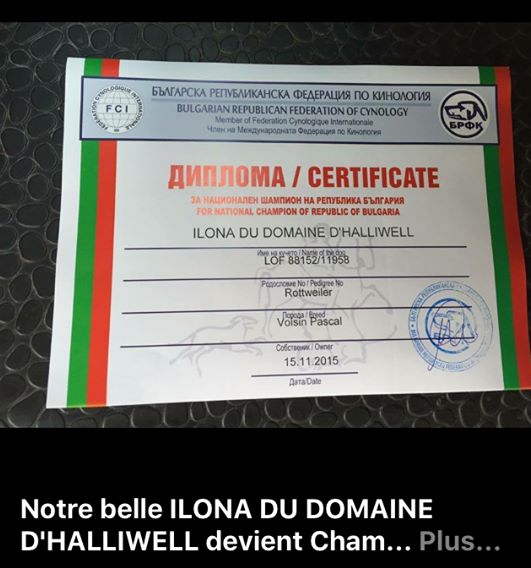 FCI
FEDERATION CYNOLOGIQUE INTERNATIONALE
БЪЛГАРСКА РЕПУБЛИКАНСКА ФЕДЕРАЦИЯ ПО КИНОЛОГИЯ
BULGARIAN REPUBLICAN FEDERATION OF CYNOLOGY
Member of Federation Cynologique Internationale
Член на Международната Федерация по Кинология
БРФК
ДИПЛОМА / CERTIFICATE
ЗА НАЦИОНАЛЕН ШАМПИОН НА РЕПУБЛИКА БЪЛГАРИЯ
FOR NATIONAL CHAMPION OF REPUBLIC OF BULGARIA
ILONA DU DOMAINE D'HALLIWELL
Име на кучето / Name of the dog
LOF 88152/11958
Родословие No / Pedigree No
Rottweiler
Порода / Breed
Voisin Pascal
Собственик / Owner
15.11.2015
Дата/Date
Notre belle ILONA DU DOMAINE
D'HALLIWELL devient Cham... Plus...